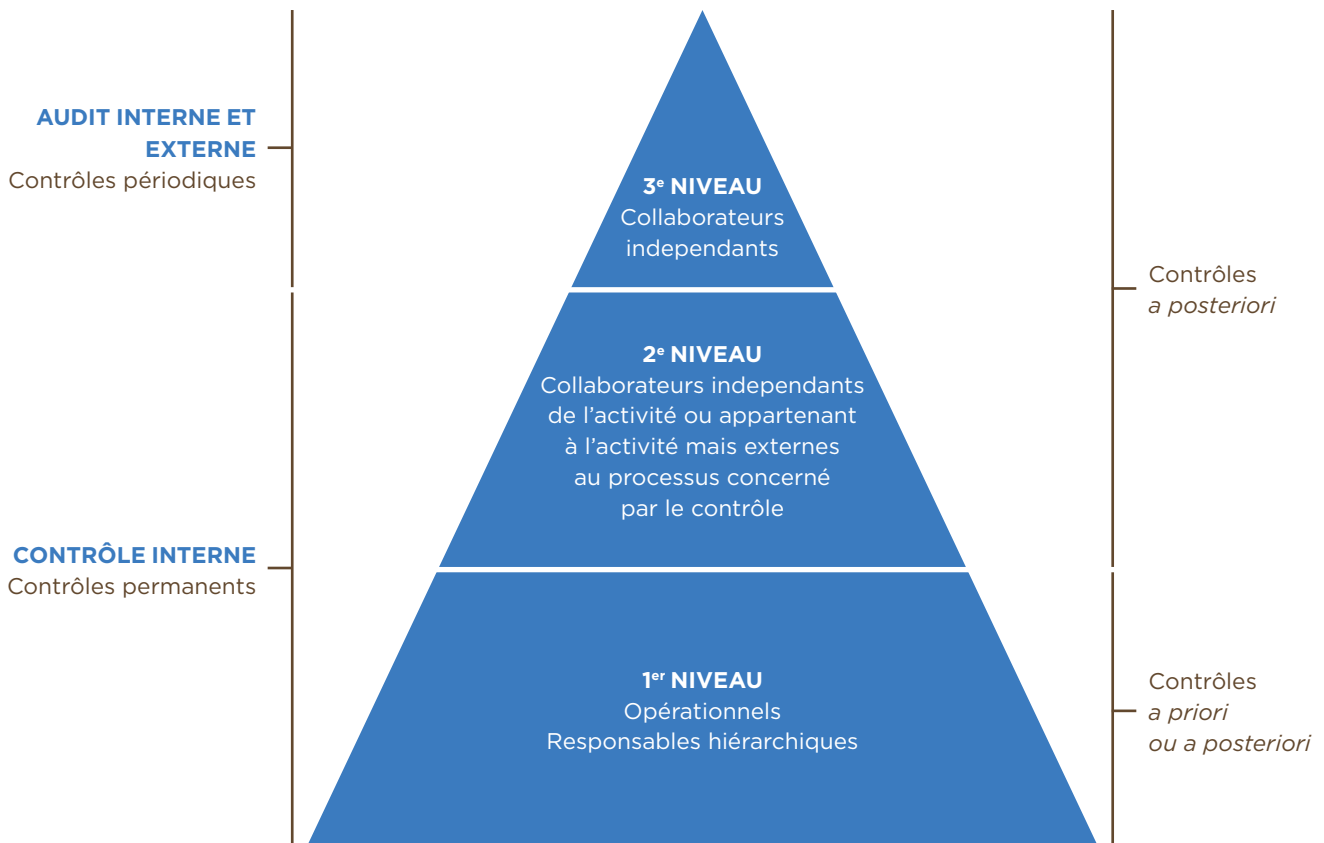 AUDIT INTERNE ET
EXTERNE
Contrôles périodiques
3e NIVEAU
Collaborateurs
independants
Contrôles
a posteriori
2e NIVEAU
Collaborateurs independants
de l’activité ou appartenant
à l’activité mais externes
au processus concerné
par le contrôle
CONTRÔLE INTERNE
Contrôles permanents
1er NIVEAU
Opérationnels
Responsables hiérarchiques
Contrôles
a priori
ou a posteriori